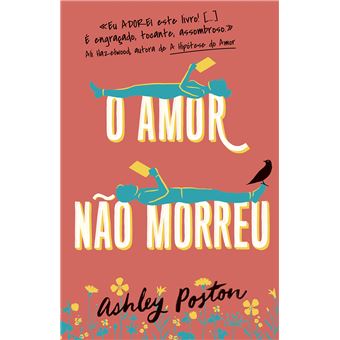 «Eu ADOREI este livro! [...]
É engraçado, tocante, assombroso.»
Ali Hazelwood, autora de A Hipótese do Amor
O AMOR
NÃO MORREU
Ashley Poston